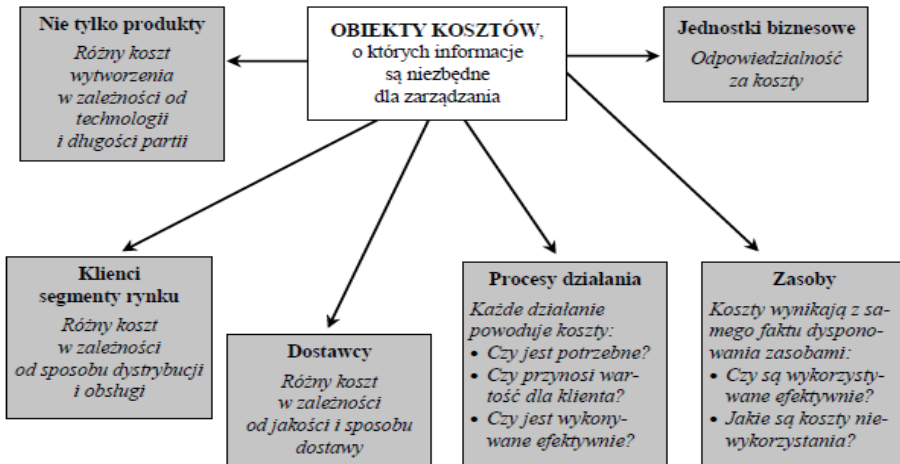 Nie tylko produkty
Różny koszt
wytworzenia
w zależności od
technologii
i długości partii
OBIEKTY KOSZTÓW,
o których informacje
są niezbędne
dla zarządzania
Jednostki biznesowe
Odpowiedzialność
za koszty
Klienci
segmenty rynku
Różny koszt
w zależności
od sposobu dystrybucji
i obsługi
Dostawcy
Różny koszt
w zależności
od jakości i sposobu
dostawy
Procesy działania
Każde działanie
powoduje koszty:
• Czy jest potrzebne?
• Czy przynosi war-
tość dla klienta?
• Czy jest wykony-
wane efektywnie?
Zasoby
Koszty wynikają z sa-
mego faktu dyspono-
wania zasobami:
• Czy są wykorzysty-
wane efektywnie?
• Jakie są koszty nie-
wykorzystania?